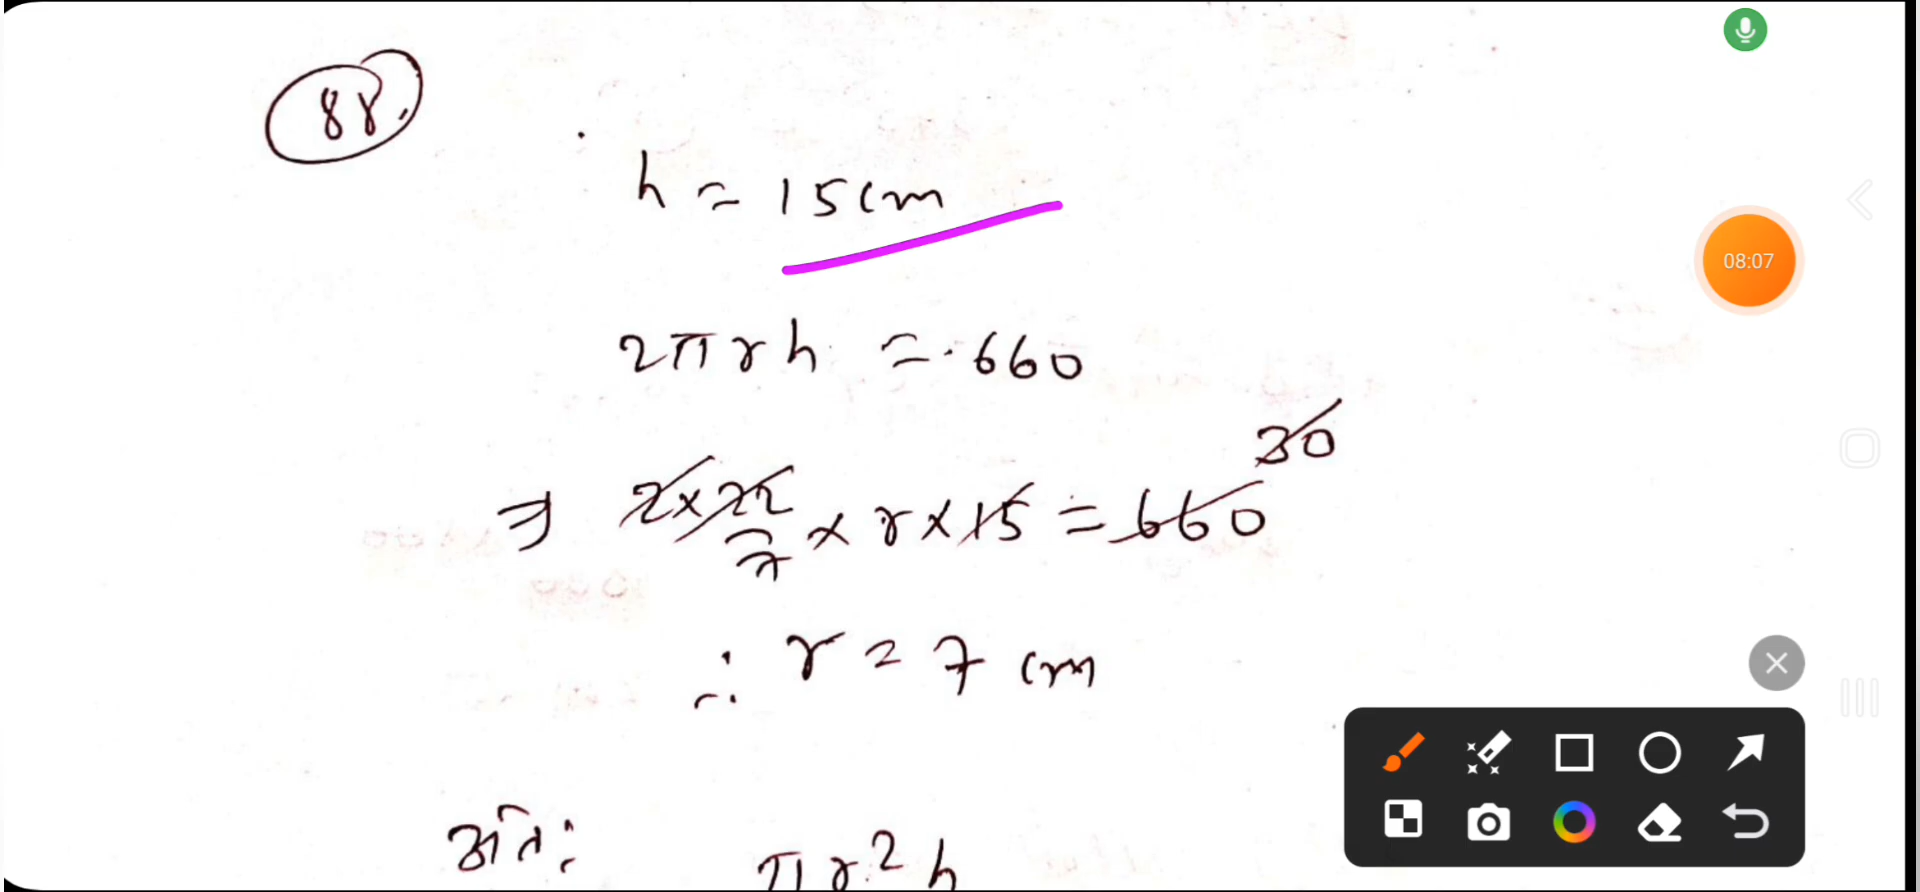 88.
h = 15cm
08:07
2πrh = 660
30
⇒ 2×22/7 × r × 15 = 660
∴ r = 7 cm
अतः πr²h